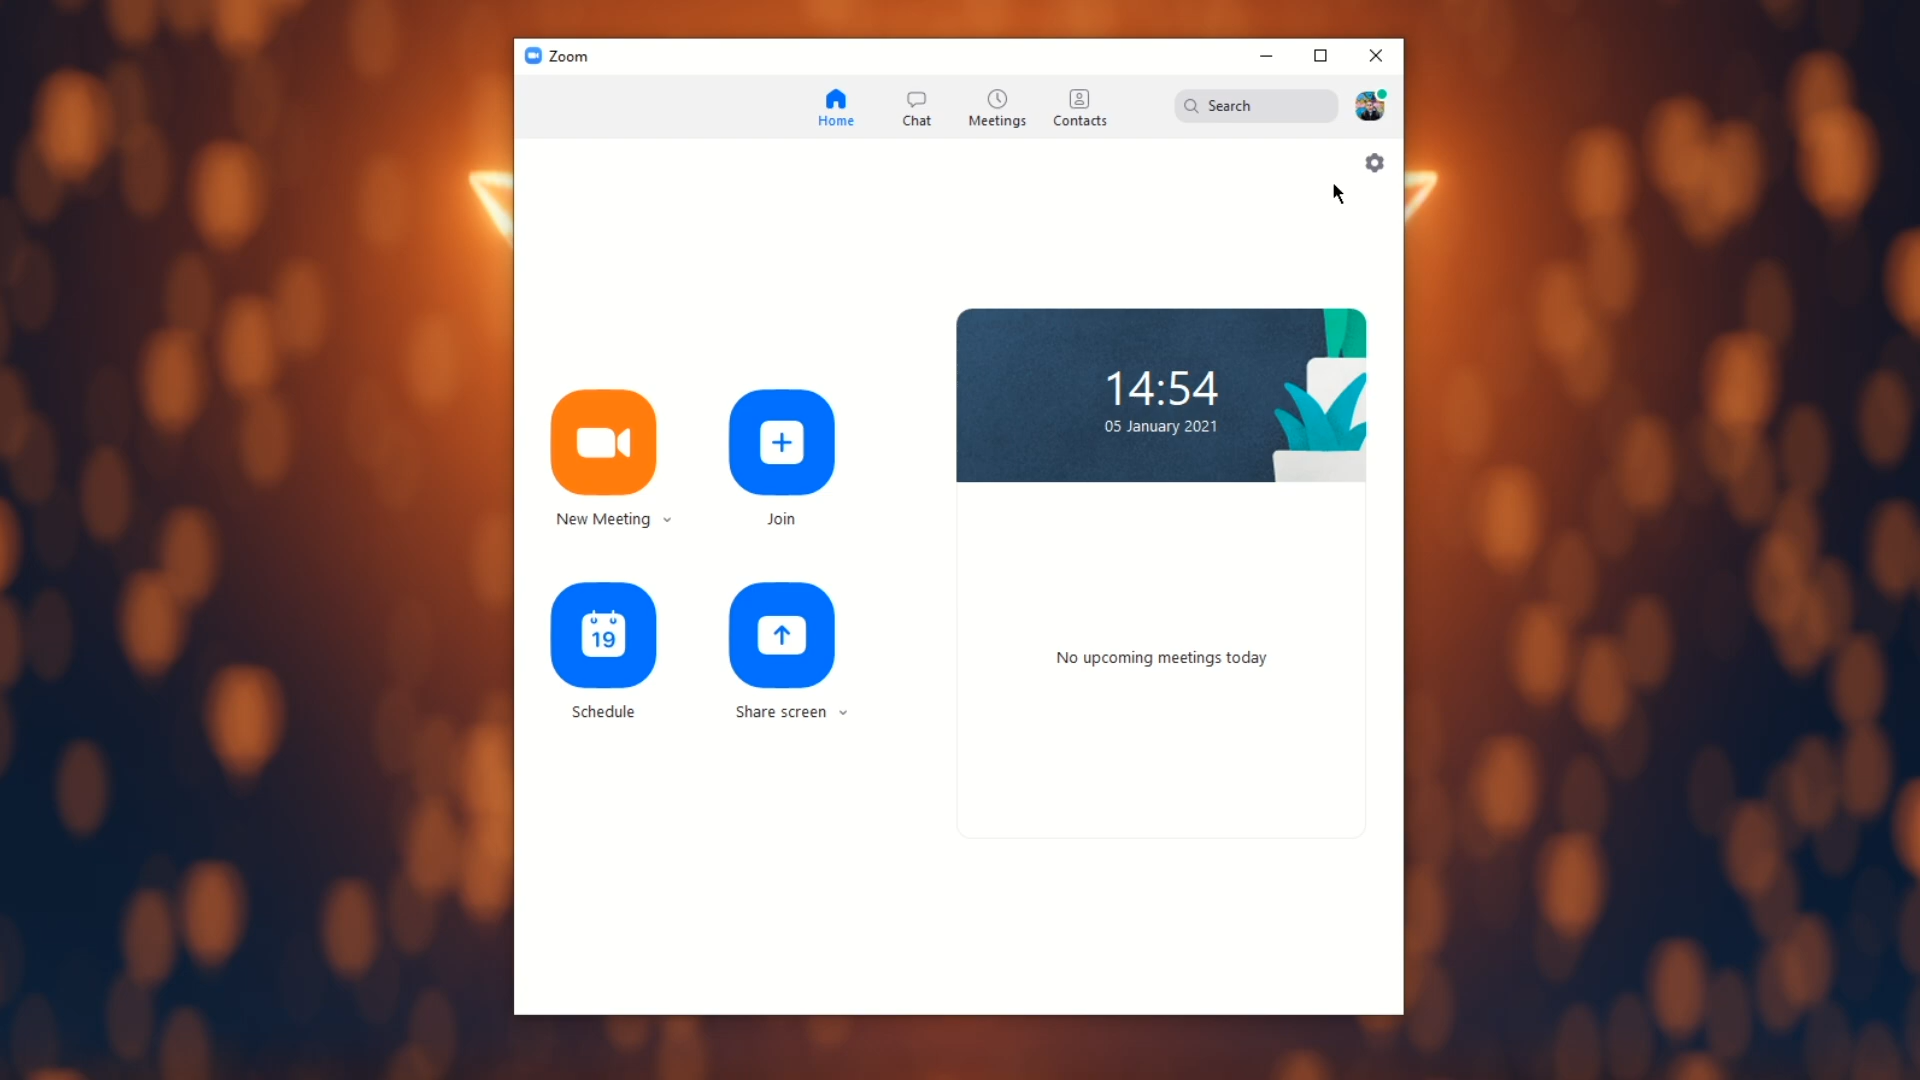 Zoom
Home
Chat
Meetings
Contacts
Search
14:54
05 January 2021
New Meeting
Join
19
Schedule
Share screen
No upcoming meetings today